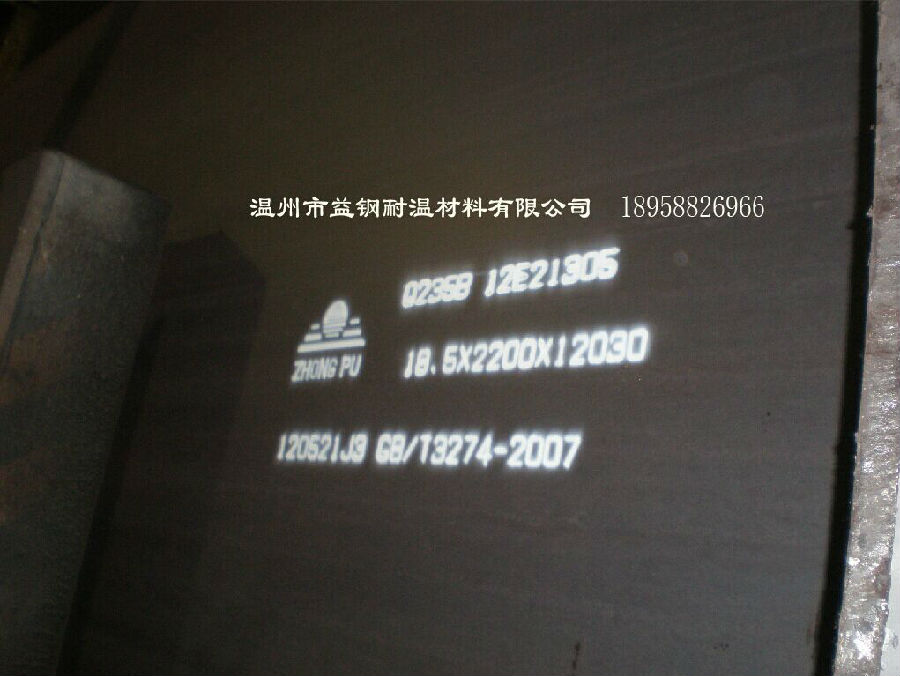 温州市益钢耐温材料有限公司 18958826966
Q235B 12E21305
ZHONG PU
18.5X2200X12030
120521J3 GB/T3274-2007